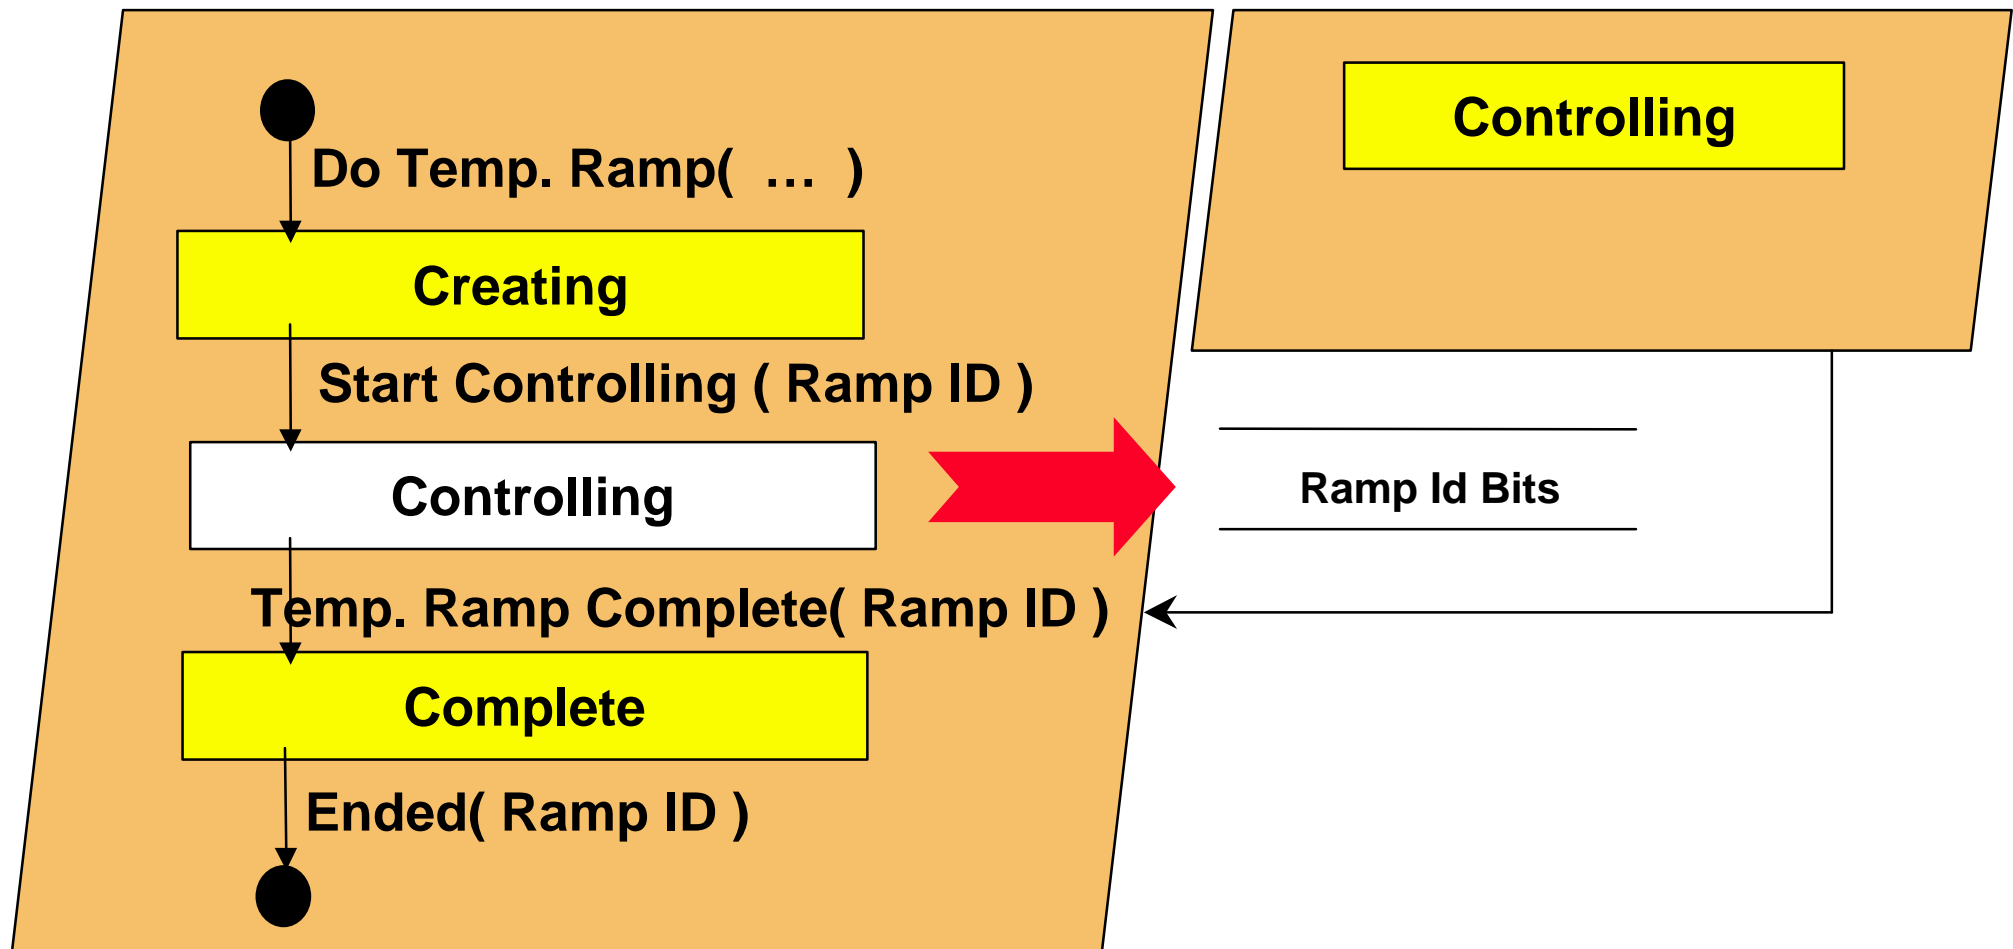 Do Temp. Ramp( … )
Creating
Start Controlling ( Ramp ID )
Controlling
Temp. Ramp Complete( Ramp ID )
Complete
Ended( Ramp ID )
Controlling
Ramp Id Bits